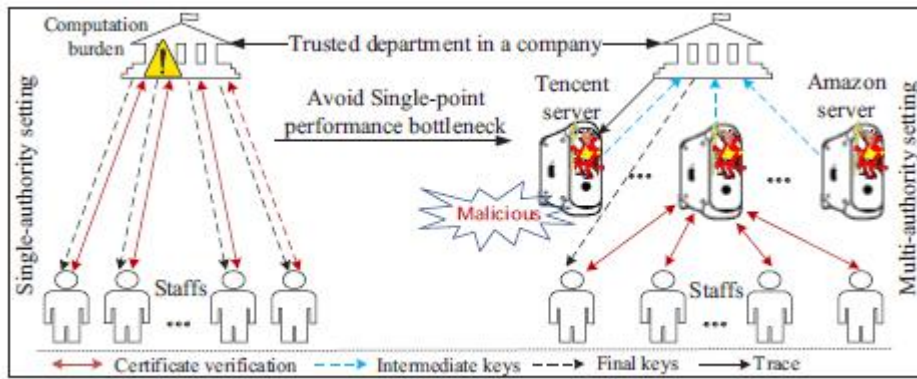 Computation
burden
Trusted department in a company
Single-authority setting
Avoid Single-point
performance bottleneck
Tencent
server
Amazon
server
...
...
Malicious
Multi-authority setting
Staffs
...
Staffs
...
Certificate verification
Intermediate keys
Final keys
Trace